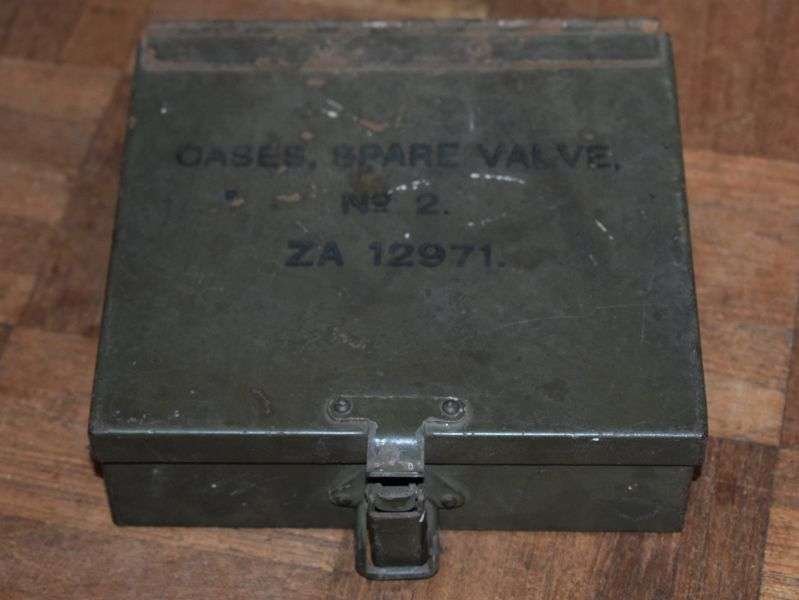 CASES, SPARE VALVE,
Nº 2.
ZA 12971.